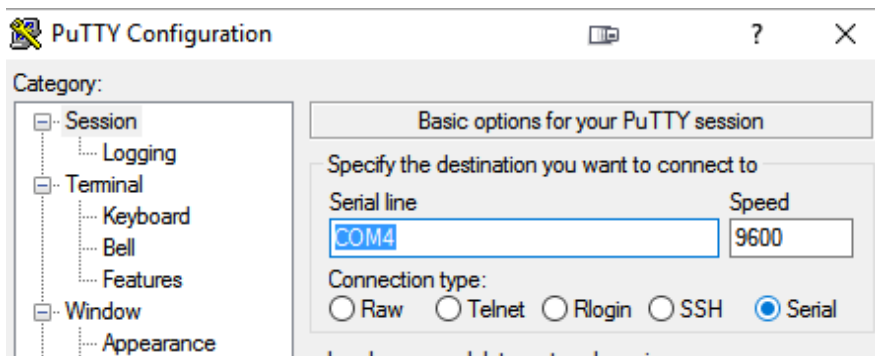 PuTTY Configuration
?
Category:
Session
Logging
Terminal
Keyboard
Bell
Features
Window
Appearance
Basic options for your PuTTY session
Specify the destination you want to connect to
Serial line Speed
COM4 9600
Connection type:
Raw Telnet Rlogin SSH Serial